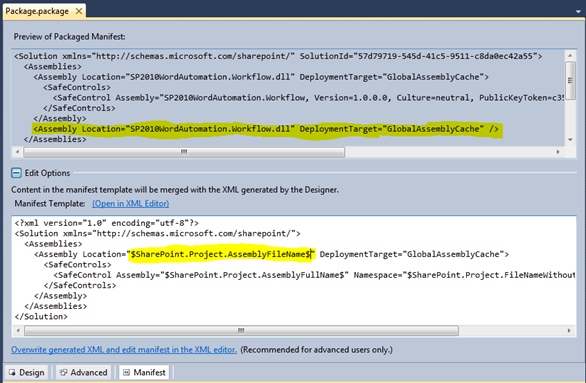 Package.package
Preview of Packaged Manifest:
<Solution xmlns="http://schemas.microsoft.com/sharepoint/" SolutionId="57d79719-545d-41c5-9511-c8da0ec42a55">
<Assemblies>
<Assembly Location="SP2010WordAutomation.Workflow.dll" DeploymentTarget="GlobalAssemblyCache">
<SafeControls>
<SafeControl Assembly="SP2010WordAutomation.Workflow, Version=1.0.0.0, Culture=neutral, PublicKeyToken=c35
<Assembly Location="SP2010WordAutomation.Workflow.dll" DeploymentTarget="GlobalAssemblyCache" />
</Assemblies>
Edit Options
Content in the manifest template will be merged with the XML generated by the Designer.
Manifest Template: (Open in XML Editor)
<?xml version="1.0" encoding="utf-8"?>
<Solution xmlns="http://schemas.microsoft.com/sharepoint/">
<Assemblies>
<Assembly Location="$SharePoint.Project.AssemblyFileName$" DeploymentTarget="GlobalAssemblyCache">
<SafeControls>
<SafeControl Assembly="$SharePoint.Project.AssemblyFullName$" Namespace="$SharePoint.Project.FileNameWithout
</SafeControls>
</Assembly>
</Assemblies>
</Solution>
Overwrite generated XML and edit manifest in the XML editor. (Recommended for advanced users only.)
Design Advanced Manifest